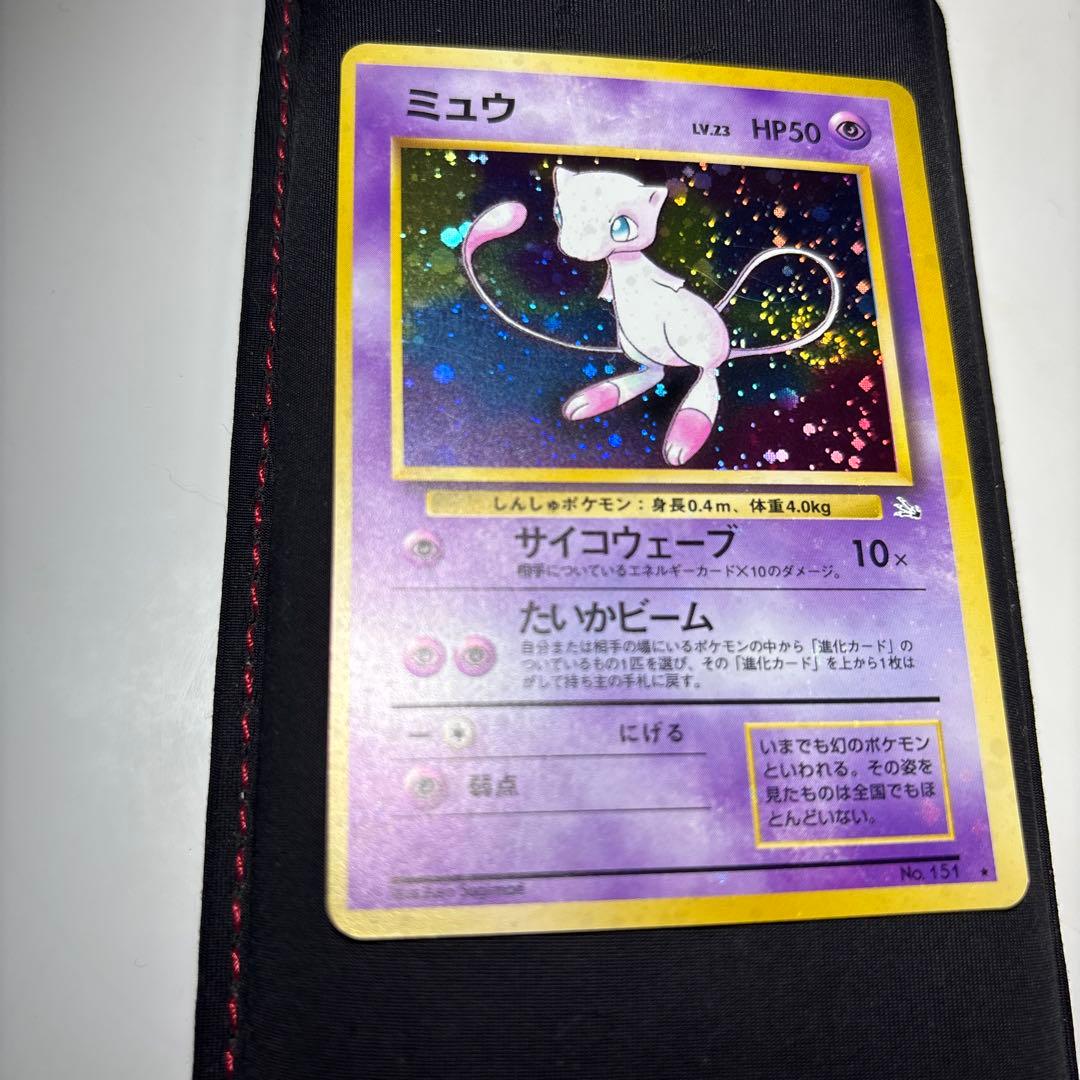 ミュウ
LV.23 HP50
しんしゅポケモン：身長0.4m、体重4.0kg
サイコウェーブ 10×
相手についているエネルギーカード×10のダメージ。
たいかビーム
自分または相手の場にいるポケモンの中から「進化カード」の
ついているもの1匹を選び、その「進化カード」を上から1枚は
がして持ち主の手札に戻す。
にげる
弱点
いまでも幻のポケモン
といわれる。その姿を
見たものは全国でもほ
とんどいない。
No. 151 ★